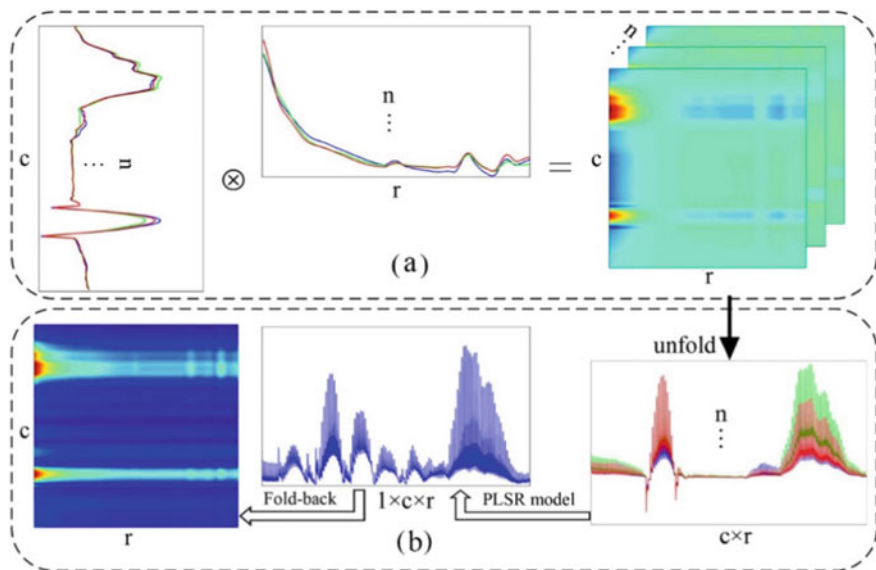 n
c
⋯ n
⊗
n
⋮
r
=
⋯ n
c
r
(a)
unfold
c
r
Fold-back
1×c×r
PLSR model
n
⋮
c×r
(b)